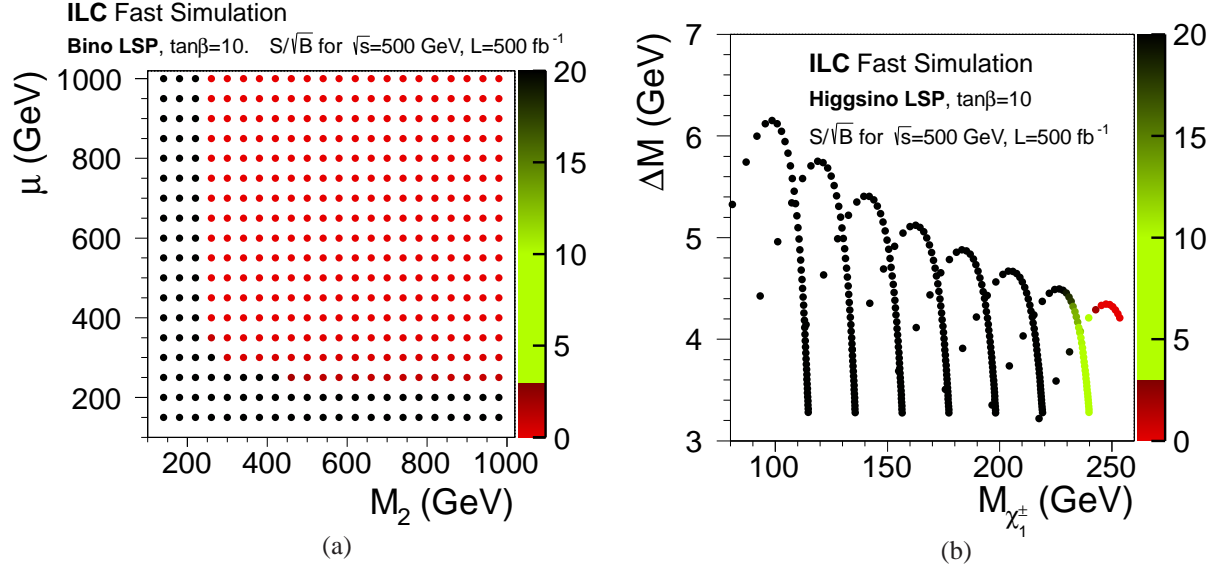 ILC Fast Simulation
Bino LSP, tanβ=10. S/√B for √s=500 GeV, L=500 fb⁻¹
μ (GeV)
1000
800
600
400
200
200 400 600 800 1000
M₂ (GeV)
20
15
10
5
0
(a)
ILC Fast Simulation
Higgsino LSP, tanβ=10
S/√B for √s=500 GeV, L=500 fb⁻¹
ΔM (GeV)
7
6
5
4
3
100 150 200 250
M_χ₁^± (GeV)
20
15
10
5
0
(b)